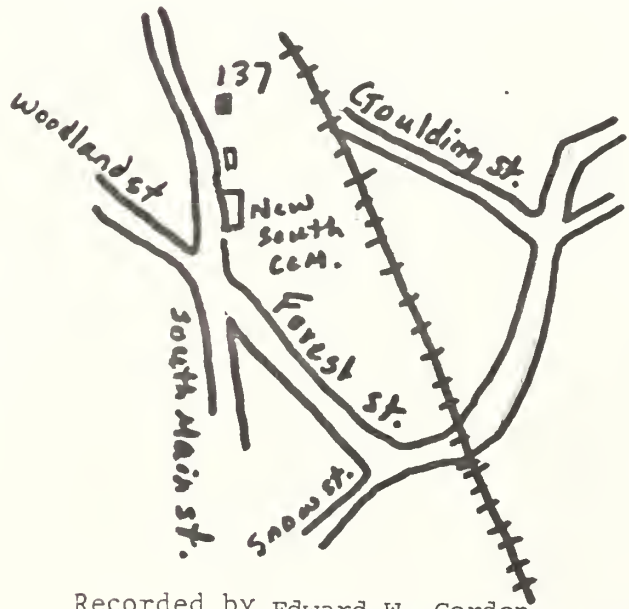 137
Woodland st
Goulding st.
New
South
CEM.
Forest st.
South Main st.
Snow st.
Recorded by Edward W. Gordon